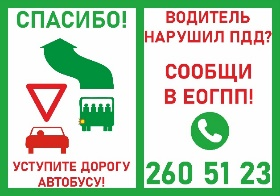 СПАСИБО!
УСТУПИТЕ ДОРОГУ
АВТОБУСУ!
ВОДИТЕЛЬ
НАРУШИЛ ПДД?
СООБЩИ
В ЕОГПП!
260 51 23